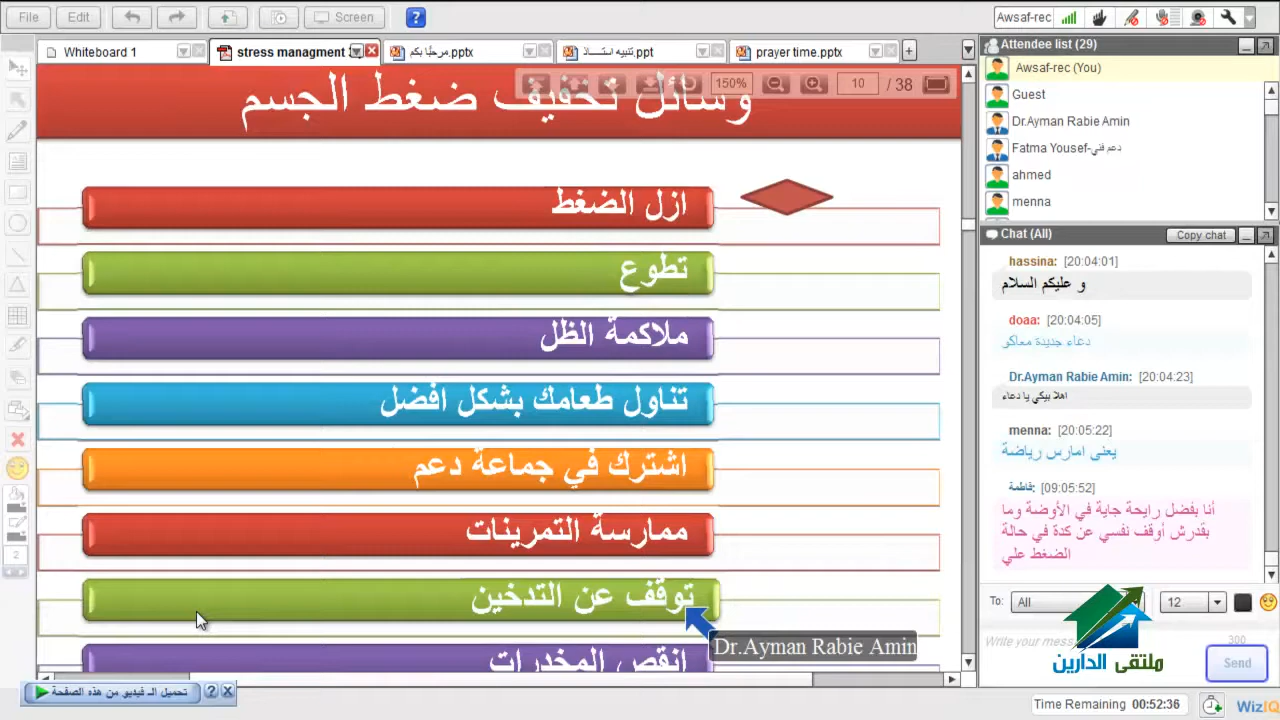 File
Edit
Screen
?
Awsaf-rec
Whiteboard 1
stress managment
مرحبًا بكم.pptx
تنبيه استـــاذ.ppt
prayer time.pptx
+
Attendee list (29)
Awsaf-rec (You)
Guest
Dr.Ayman Rabie Amin
Fatma Yousef-دعم فني
ahmed
menna
150%
10 / 38
وسائل تخفيف ضغط الجسم
ازل الضغط
تطوع
ملاكمة الظل
تناول طعامك بشكل افضل
اشترك في جماعة دعم
ممارسة التمرينات
توقف عن التدخين
انقص المخدرات
Dr.Ayman Rabie Amin
Chat (All)
Copy chat
hassina: [20:04:01]
و عليكم السلام
doaa: [20:04:05]
دعاء جديدة معاكو
Dr.Ayman Rabie Amin: [20:04:23]
اهلا بيكي يا دعاء
menna: [20:05:22]
يعنى امارس رياضة
فاطمة: [09:05:52]
أنا بفضل رايحة جاية في الأوضة وما
بقدرش أوقف نفسي عن كدة في حالة
الضغط علي
To: All
12
Write your mess
300
Send
ملتقى الدارين
2
تحميل الـ فيديو من هذه الصفحة
?
Time Remaining 00:52:36
WizIQ